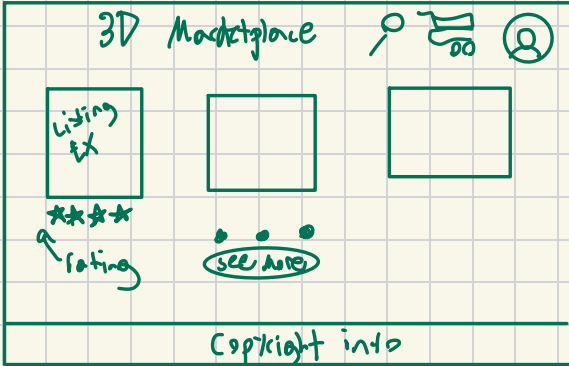 3D Marketplace
Listing
EX
rating
see more
Copyright info